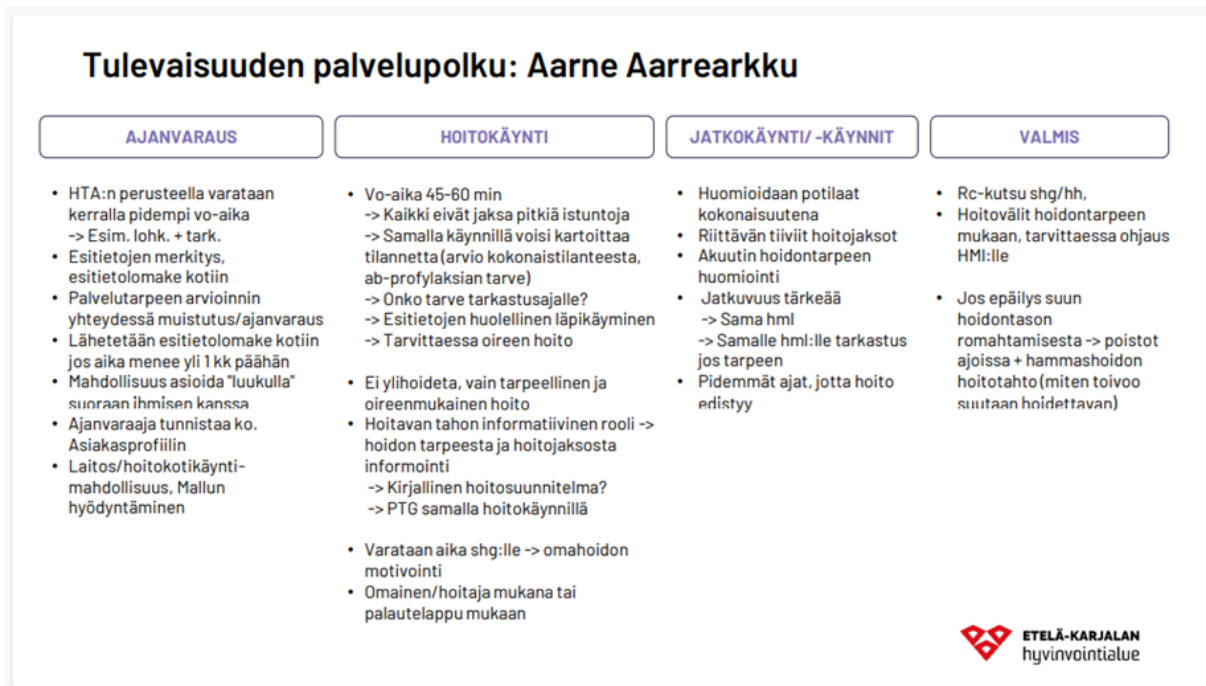 Tulevaisuuden palvelupolku: Aarne Aarrearkku
AJANVARAUS
• HTA:n perusteella varataan
kerralla pidempi vo-aika
-> Esim. lohk. + tark.
• Esitietojen merkitys,
esitietolomake kotiin
• Palvelutarpeen arvioinnin
yhteydessä muistutus/ajanvaraus
• Lähetetään esitietolomake kotiin
jos aika menee yli 1 kk päähän
• Mahdollisuus asioida "luukulla"
suoraan ihmisen kanssa
• Ajanvaraaja tunnistaa ko.
Asiakasprofiilin
• Laitos/hoitokotikäynti-
mahdollisuus, Mallun
hyödyntäminen
HOITOKÄYNTI
• Vo-aika 45-60 min
-> Kaikki eivät jaksa pitkiä istuntoja
-> Samalla käynnillä voisi kartoittaa
tilannetta (arvio kokonaistilanteesta,
ab-profylaksian tarve)
-> Onko tarve tarkastusajalle?
-> Esitietojen huolellinen läpikäyminen
-> Tarvittaessa oireen hoito
• Ei ylihoideta, vain tarpeellinen ja
oireenmukainen hoito
• Hoitavan tahon informatiivinen rooli ->
hoidon tarpeesta ja hoitojaksosta
informointi
-> Kirjallinen hoitosuunnitelma?
-> PTG samalla hoitokäynnillä
• Varataan aika shg:lle -> omahoidon
motivointi
• Omainen/hoitaja mukana tai
palautelappu mukaan
JATKOKÄYNTI/ -KÄYNNIT
• Huomioidaan potilaat
kokonaisuutena
• Riittävän tiiviit hoitojaksot
• Akuutin hoidontarpeen
huomiointi
• Jatkuvuus tärkeää
-> Sama hml
-> Samalle hml:lle tarkastus
jos tarpeen
• Pidemmät ajat, jotta hoito
edistyy
VALMIS
• Rc-kutsu shg/hh,
• Hoitovälit hoidontarpeen
mukaan, tarvittaessa ohjaus
HMI:lle
• Jos epäilys suun
hoidontason
romahtamisesta -> poistot
ajoissa + hammashoidon
hoitotahto (miten toivoo
suutaan hoidettavan)
ETELÄ-KARJALAN
hyvinvointialue